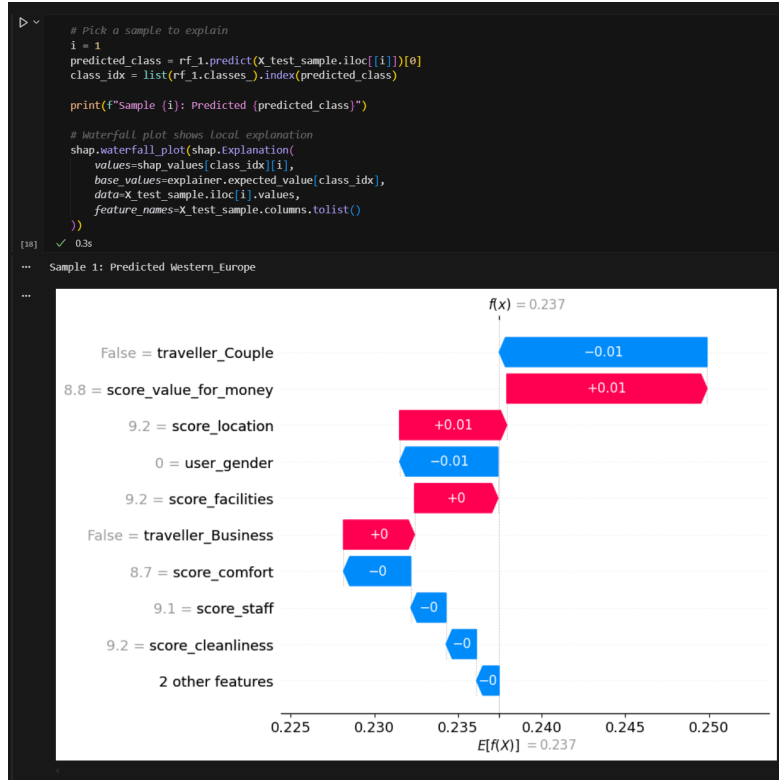 # Pick a sample to explain
i = 1
predicted_class = rf_1.predict(X_test_sample.iloc[[i]])[0]
class_idx = list(rf_1.classes_).index(predicted_class)
print(f"Sample {i}: Predicted {predicted_class}")
# Waterfall plot shows local explanation
shap.waterfall_plot(shap.Explanation(
values=shap_values[class_idx][i],
base_values=explainer.expected_value[class_idx],
data=X_test_sample.iloc[i].values,
feature_names=X_test_sample.columns.tolist()
))
[18] ✓ 0.3s
... Sample 1: Predicted Western_Europe
...
f(x) = 0.237
False = traveller_Couple −0.01
8.8 = score_value_for_money +0.01
9.2 = score_location +0.01
0 = user_gender −0.01
9.2 = score_facilities +0
False = traveller_Business +0
8.7 = score_comfort −0
9.1 = score_staff −0
9.2 = score_cleanliness −0
2 other features −0
0.225 0.230 0.235 0.240 0.245 0.250
E[f(X)] = 0.237